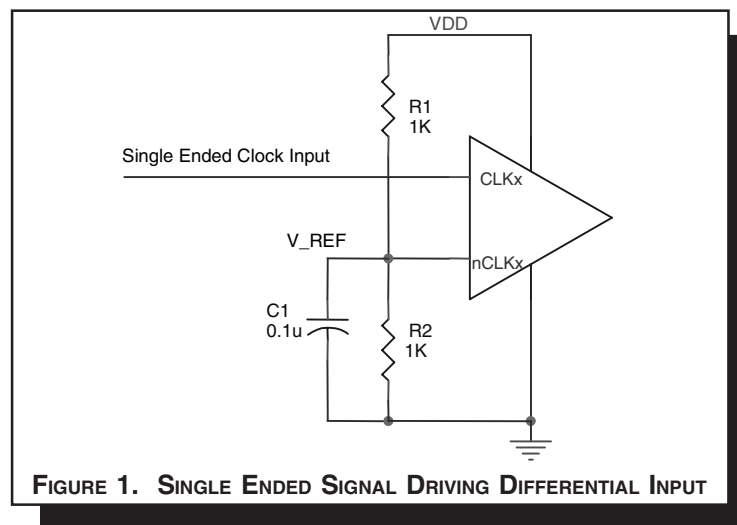 VDD
R1
1K
Single Ended Clock Input
CLKx
V_REF
nCLKx
C1
0.1u
R2
1K
FIGURE 1. SINGLE ENDED SIGNAL DRIVING DIFFERENTIAL INPUT